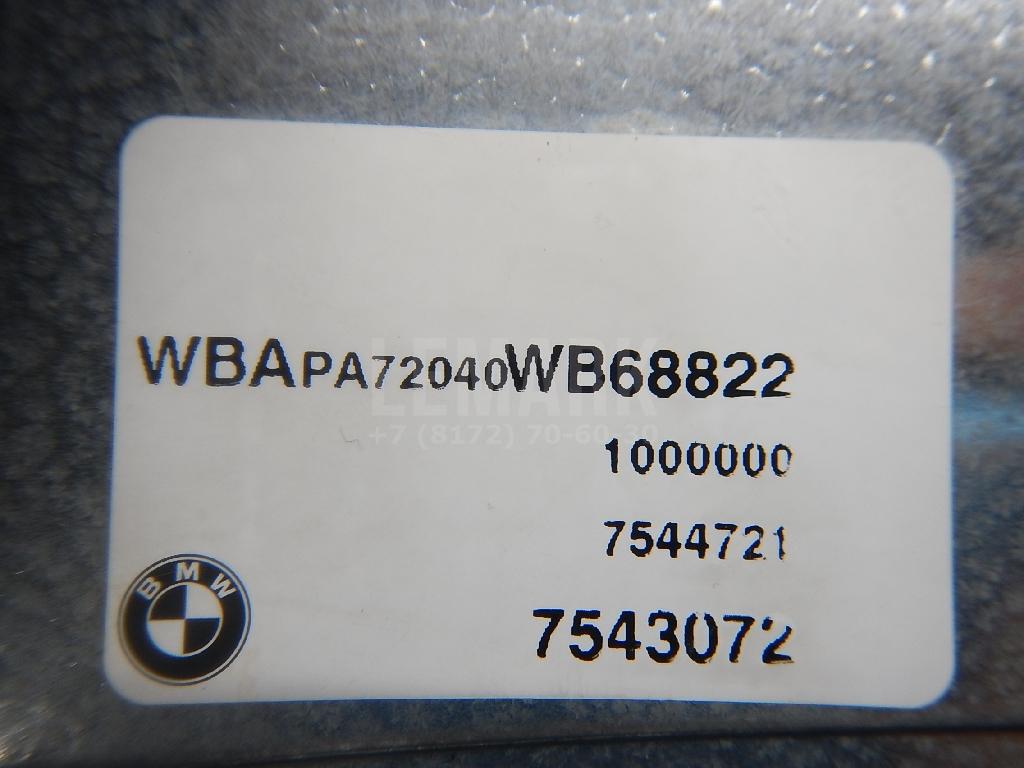 WBAPA72040WB68822
LEMARK
+7 (8172) 70-60-30
1000000
7544721
7543072
BMW